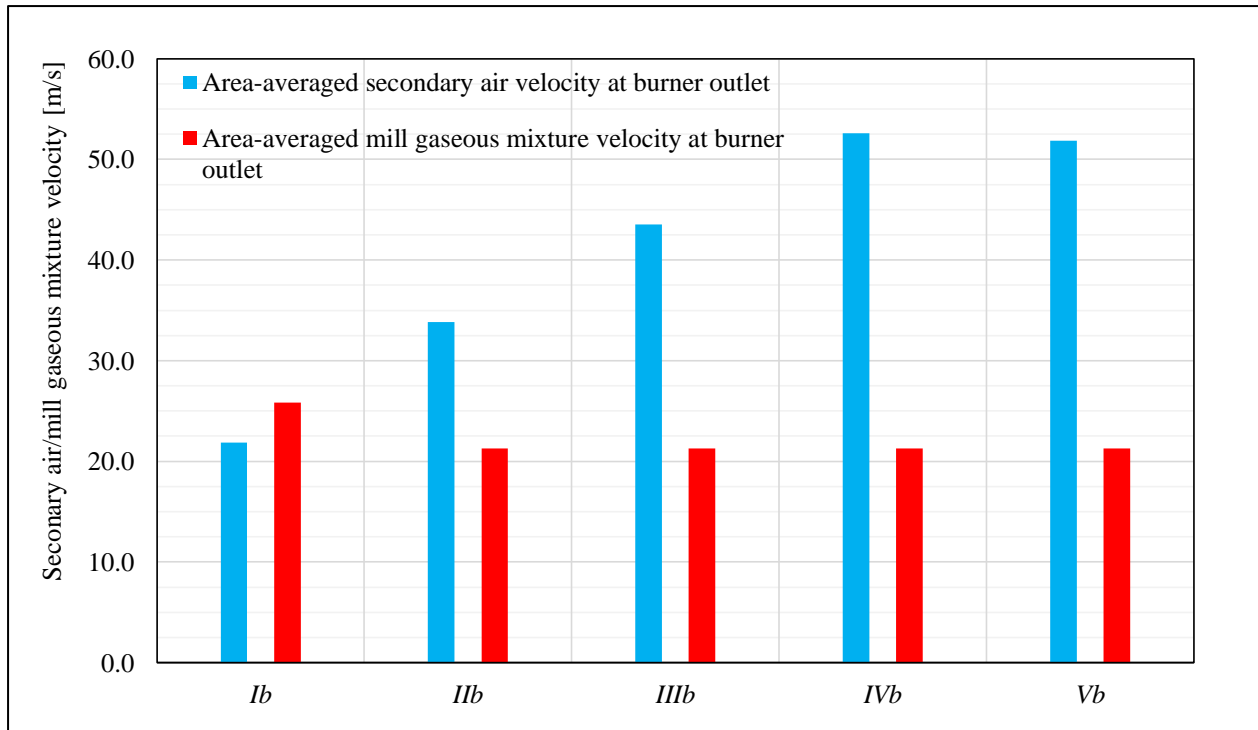 Seconary air/mill gaseous mixture velocity [m/s]
60.0
50.0
40.0
30.0
20.0
10.0
0.0
Area-averaged secondary air velocity at burner outlet
Area-averaged mill gaseous mixture velocity at burner
outlet
Ib
IIb
IIIb
IVb
Vb